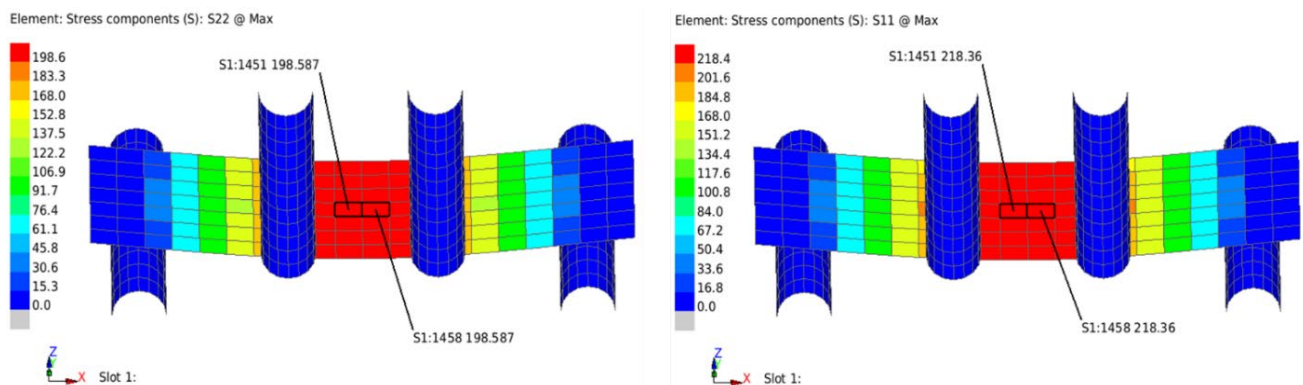 Element: Stress components (S): S22 @ Max
198.6
183.3
168.0
152.8
137.5
122.2
106.9
91.7
76.4
61.1
45.8
30.6
15.3
0.0
S1:1451 198.587
S1:1458 198.587
Z
Y
X
Slot 1:
Element: Stress components (S): S11 @ Max
218.4
201.6
184.8
168.0
151.2
134.4
117.6
100.8
84.0
67.2
50.4
33.6
16.8
0.0
S1:1451 218.36
S1:1458 218.36
Z
Y
X
Slot 1: